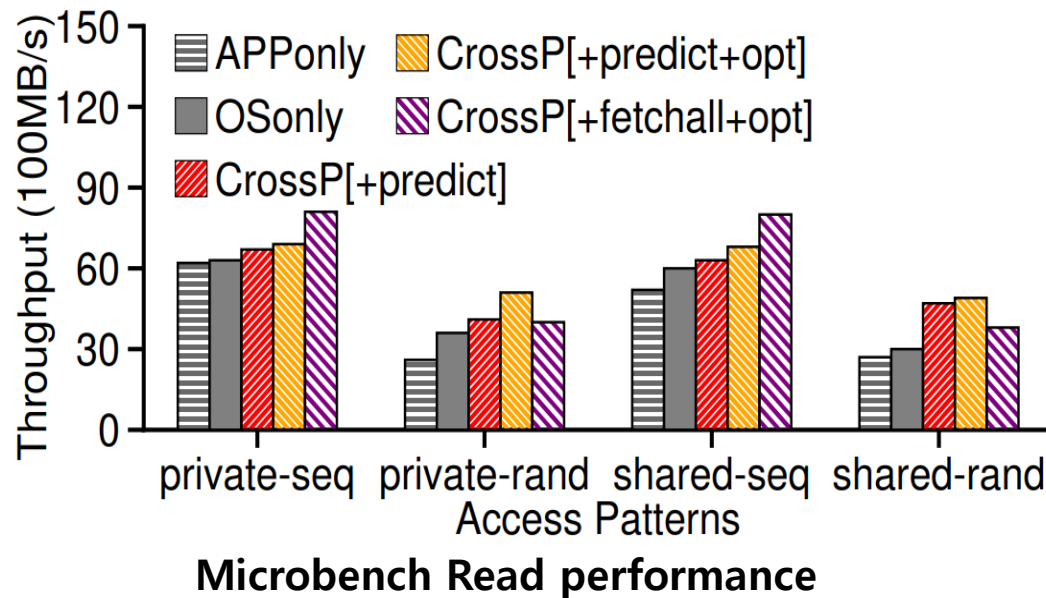 150
120
90
60
30
0
Throughput (100MB/s)
APPonly
OSonly
CrossP[+predict]
CrossP[+predict+opt]
CrossP[+fetchall+opt]
private-seq private-rand shared-seq shared-rand
Access Patterns
Microbench Read performance